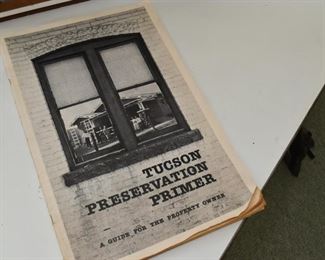 TUCSON
PRESERVATION
PRIMER
A GUIDE FOR THE PROPERTY OWNER